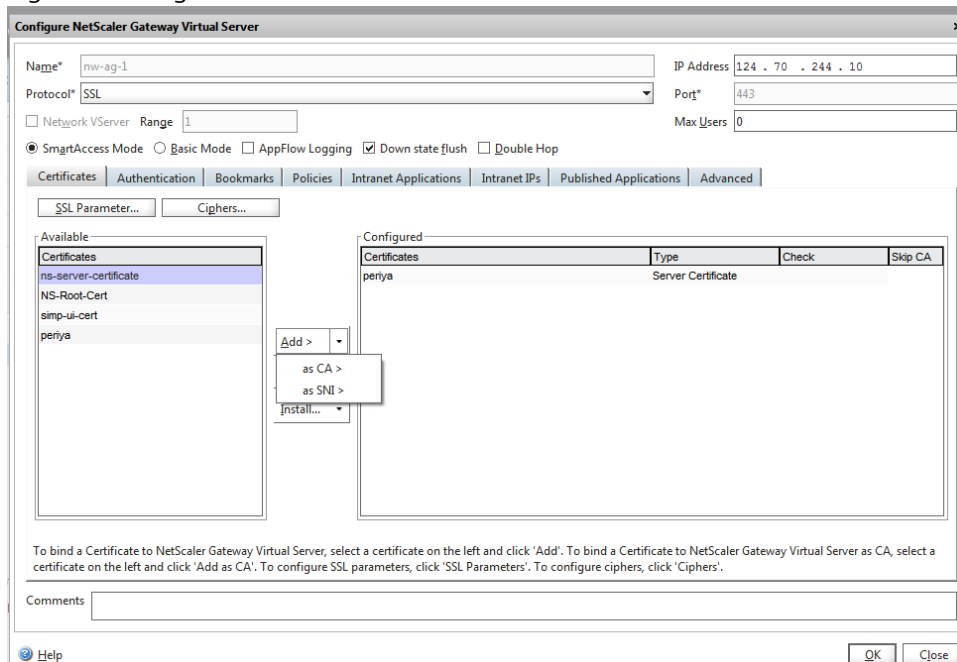 Configure NetScaler Gateway Virtual Server
Name* nw-ag-1 IP Address 124 . 70 . 244 . 10
Protocol* SSL Port* 443
Network VServer Range 1 Max Users 0
SmartAccess Mode Basic Mode AppFlow Logging Down state flush Double Hop
Certificates Authentication Bookmarks Policies Intranet Applications Intranet IPs Published Applications Advanced
SSL Parameter... Ciphers...
Available Configured
Certificates Certificates Type Check Skip CA
ns-server-certificate periya Server Certificate
NS-Root-Cert
simp-ui-cert
periya
Add >
as CA >
as SNI >
Install...
To bind a Certificate to NetScaler Gateway Virtual Server, select a certificate on the left and click 'Add'. To bind a Certificate to NetScaler Gateway Virtual Server as CA, select a
certificate on the left and click 'Add as CA'. To configure SSL parameters, click 'SSL Parameters'. To configure ciphers, click 'Ciphers'.
Comments
Help OK Close